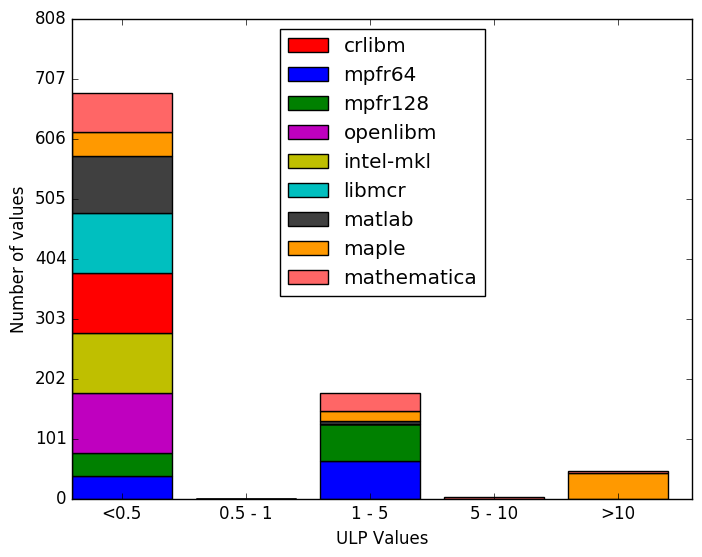 808
707
606
505
404
303
202
101
0
Number of values
crlibm
mpfr64
mpfr128
openlibm
intel-mkl
libmcr
matlab
maple
mathematica
<0.5
0.5 - 1
1 - 5
5 - 10
>10
ULP Values